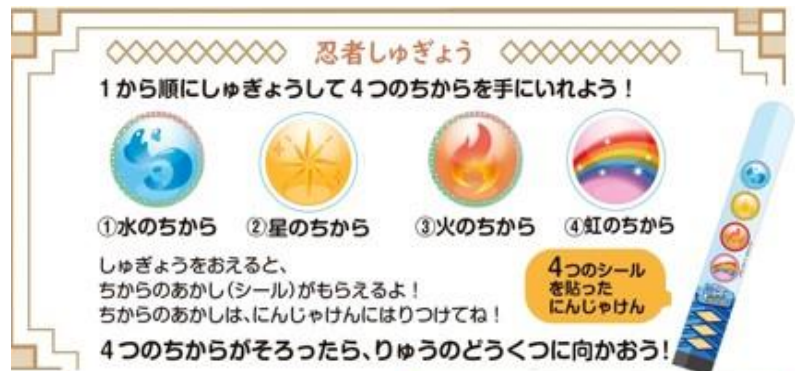 忍者しゅぎょう
1から順にしゅぎょうして4つのちからを手にいれよう!
①水のちから ②星のちから ③火のちから ④虹のちから
しゅぎょうをおえると、
ちからのあかし(シール)がもらえるよ!
ちからのあかしは、にんじゃけんにはりつけてね!
4つのシール
を貼った
にんじゃけん
4つのちからがそろったら、りゅうのどうくつに向かおう!